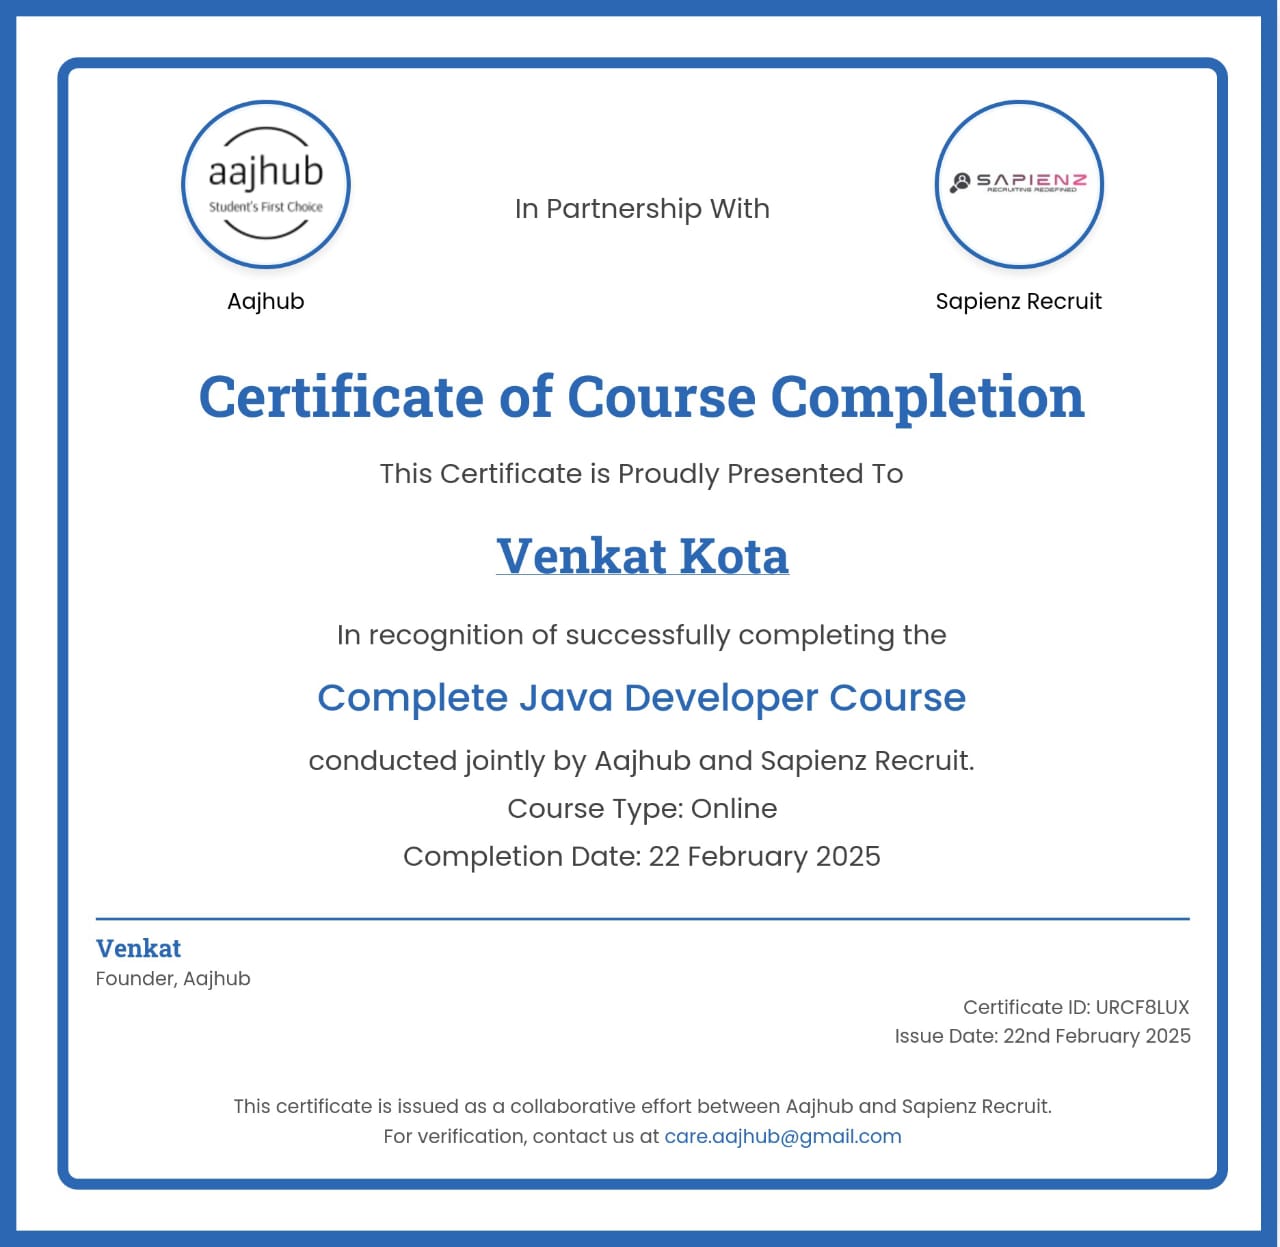 aajhub
Student's First Choice
Aajhub
In Partnership With
SAPIENZ
RECRUITING REDEFINED
Sapienz Recruit
Certificate of Course Completion
This Certificate is Proudly Presented To
Venkat Kota
In recognition of successfully completing the
Complete Java Developer Course
conducted jointly by Aajhub and Sapienz Recruit.
Course Type: Online
Completion Date: 22 February 2025
Venkat
Founder, Aajhub
Certificate ID: URCF8LUX
Issue Date: 22nd February 2025
This certificate is issued as a collaborative effort between Aajhub and Sapienz Recruit.
For verification, contact us at care.aajhub@gmail.com